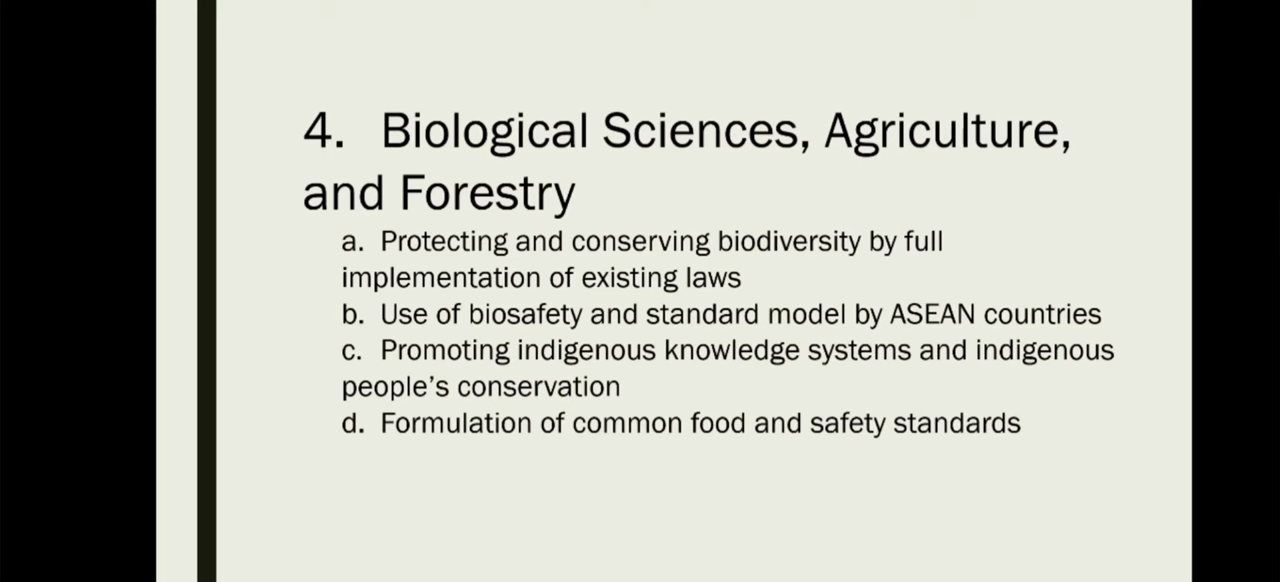 4. Biological Sciences, Agriculture,
and Forestry
a. Protecting and conserving biodiversity by full
implementation of existing laws
b. Use of biosafety and standard model by ASEAN countries
c. Promoting indigenous knowledge systems and indigenous
people’s conservation
d. Formulation of common food and safety standards